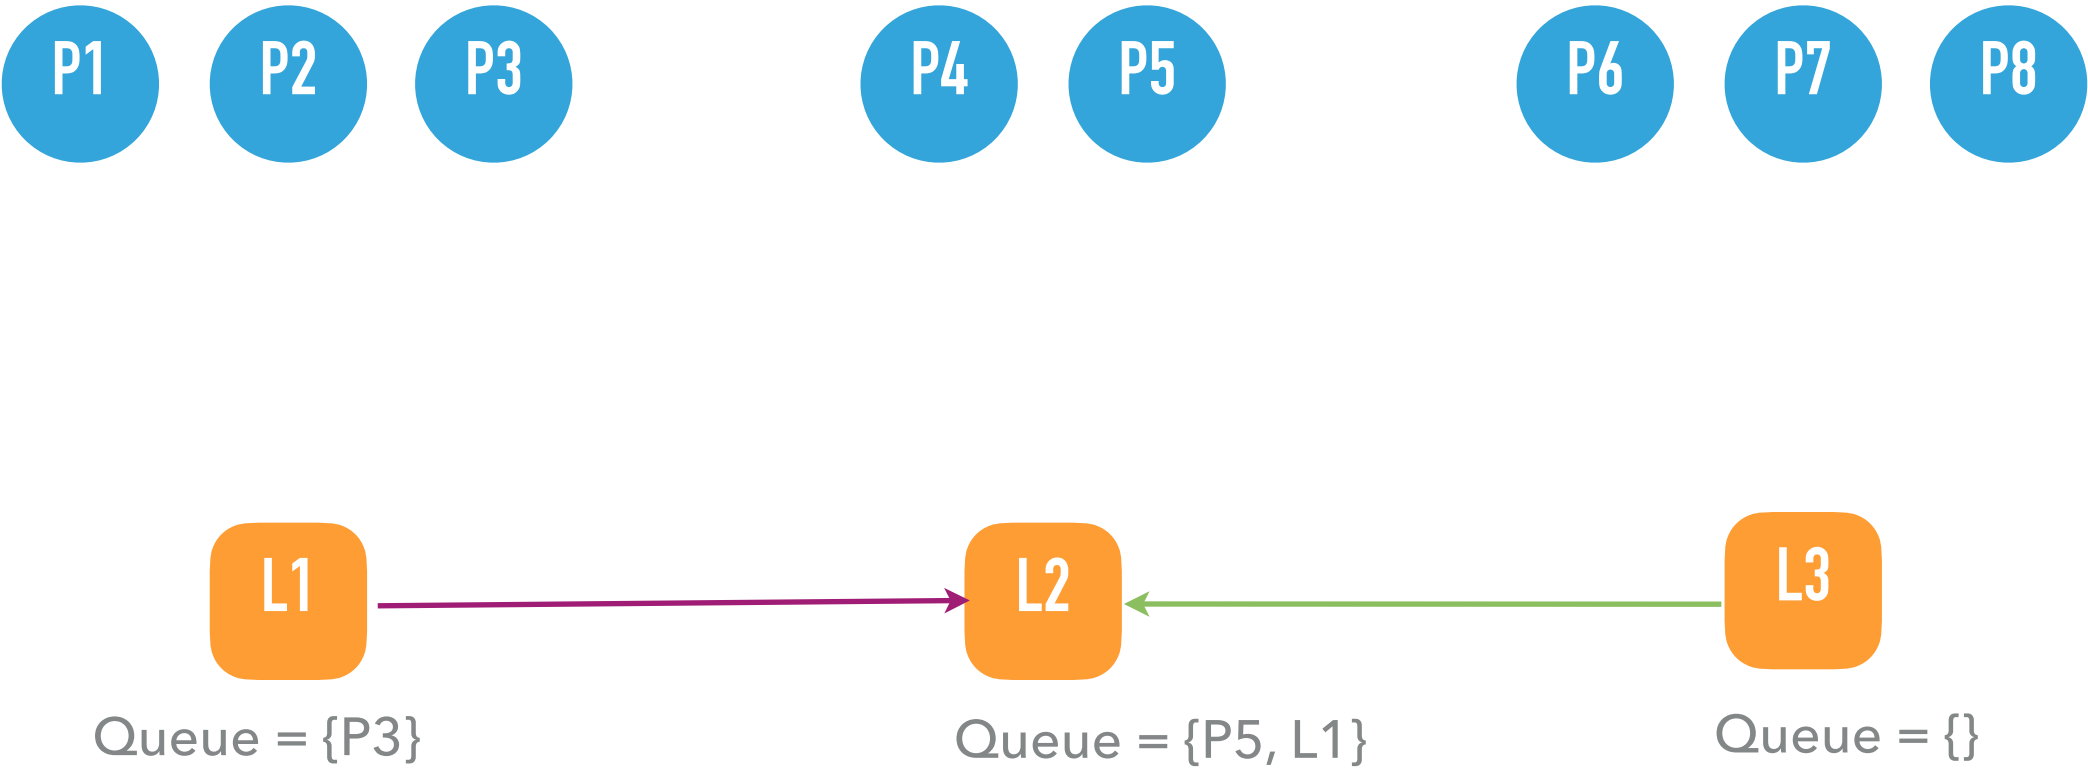 P1 P2 P3 P4 P5 P6 P7 P8
L1 L2 L3
Queue = {P3} Queue = {P5, L1} Queue = {}